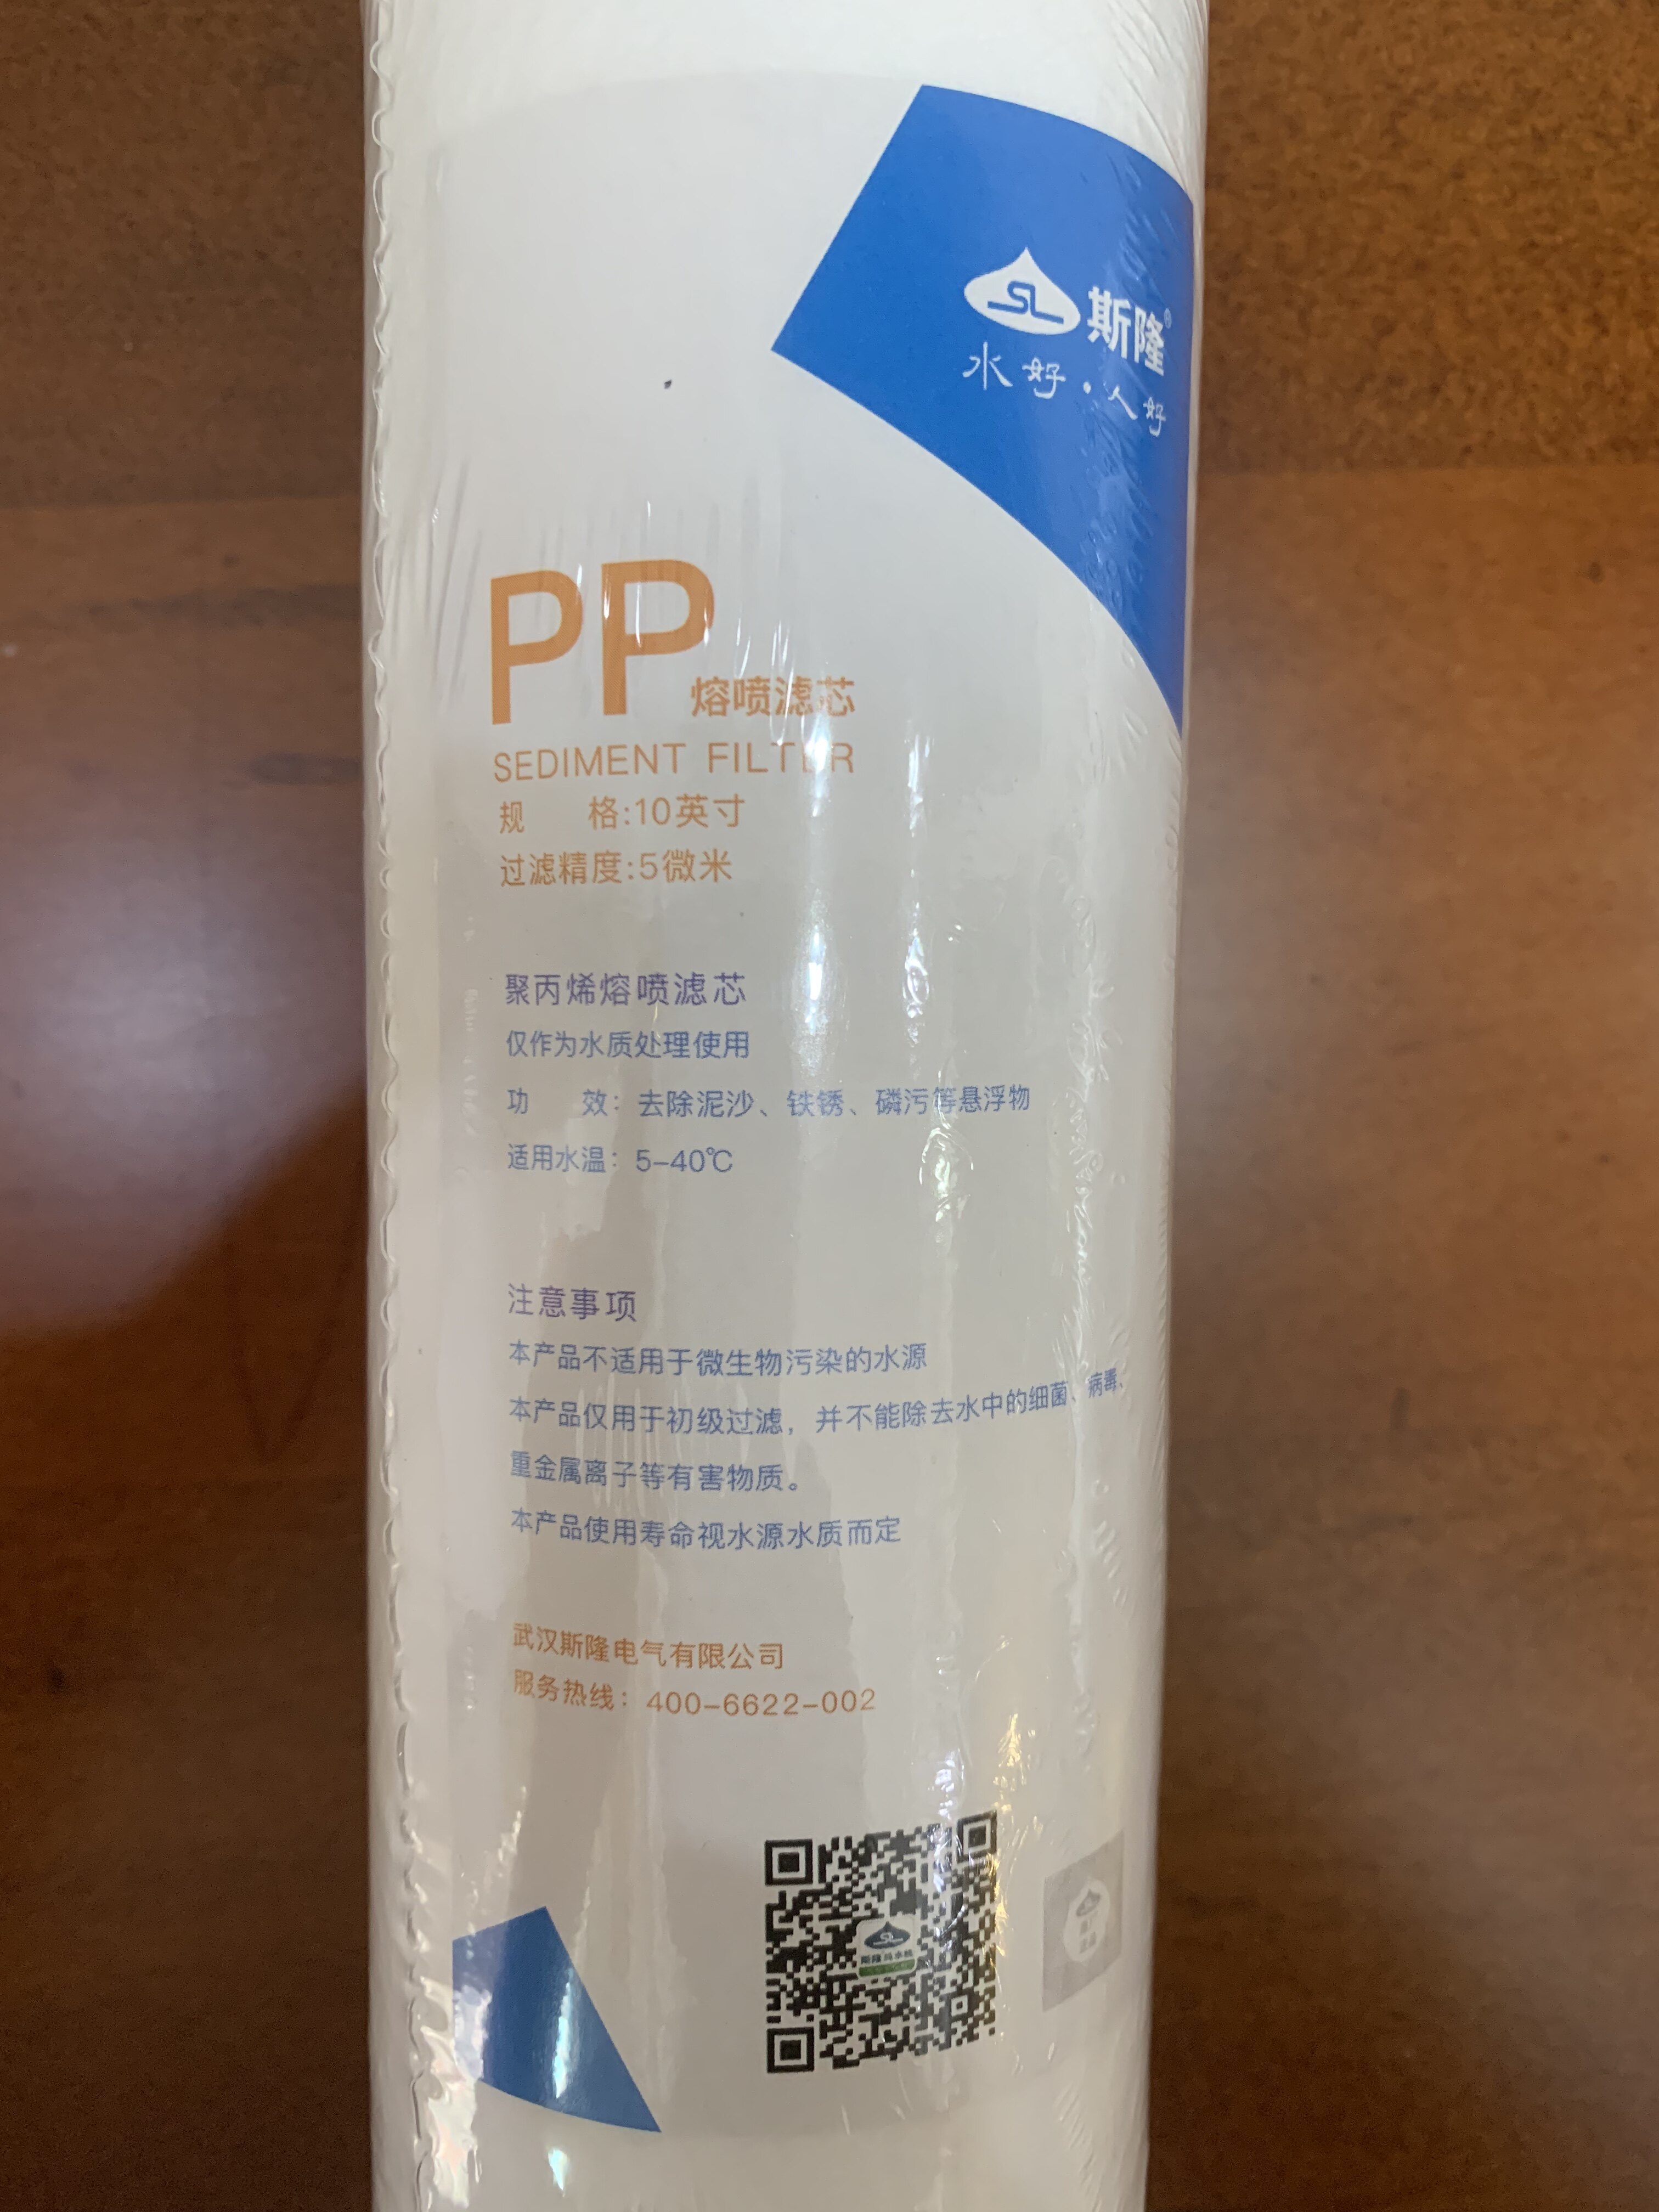 SL 斯隆®
水好·人好
PP 熔喷滤芯
SEDIMENT FILTER
规 格:10英寸
过滤精度:5微米
聚丙烯熔喷滤芯
仅作为水质处理使用
功 效：去除泥沙、铁锈、磷污等悬浮物
适用水温：5-40℃
注意事项
本产品不适用于微生物污染的水源
本产品仅用于初级过滤，并不能除去水中的细菌、病毒、
重金属离子等有害物质。
本产品使用寿命视水源水质而定
武汉斯隆电气有限公司
服务热线：400-6622-002